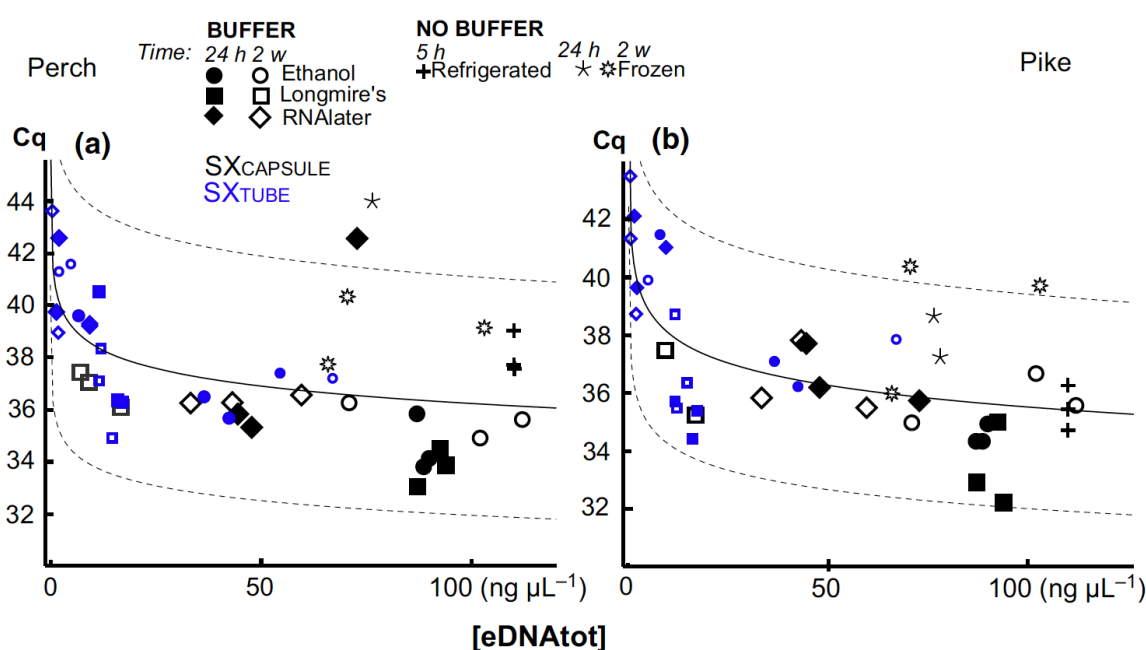 BUFFER NO BUFFER
Time: 24 h 2 w 5 h 24 h 2 w
Perch Ethanol Refrigerated Frozen Pike
Longmire's
RNAlater
Cq (a) Cq (b)
SXCAPSULE
SXTUBE
44
42
40
38
36
34
32
42
40
38
36
34
32
0 50 100 (ng µL⁻¹) 0 50 100 (ng µL⁻¹)
[eDNAtot]